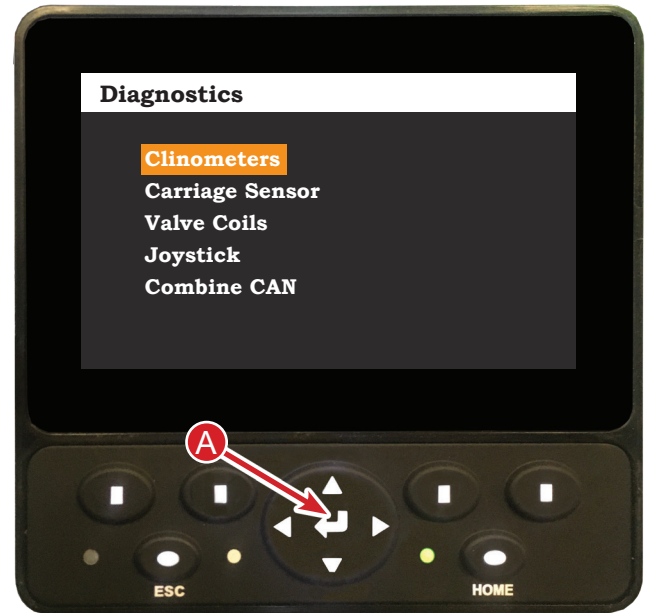 Diagnostics
Clinometers
Carriage Sensor
Valve Coils
Joystick
Combine CAN
A
ESC
HOME